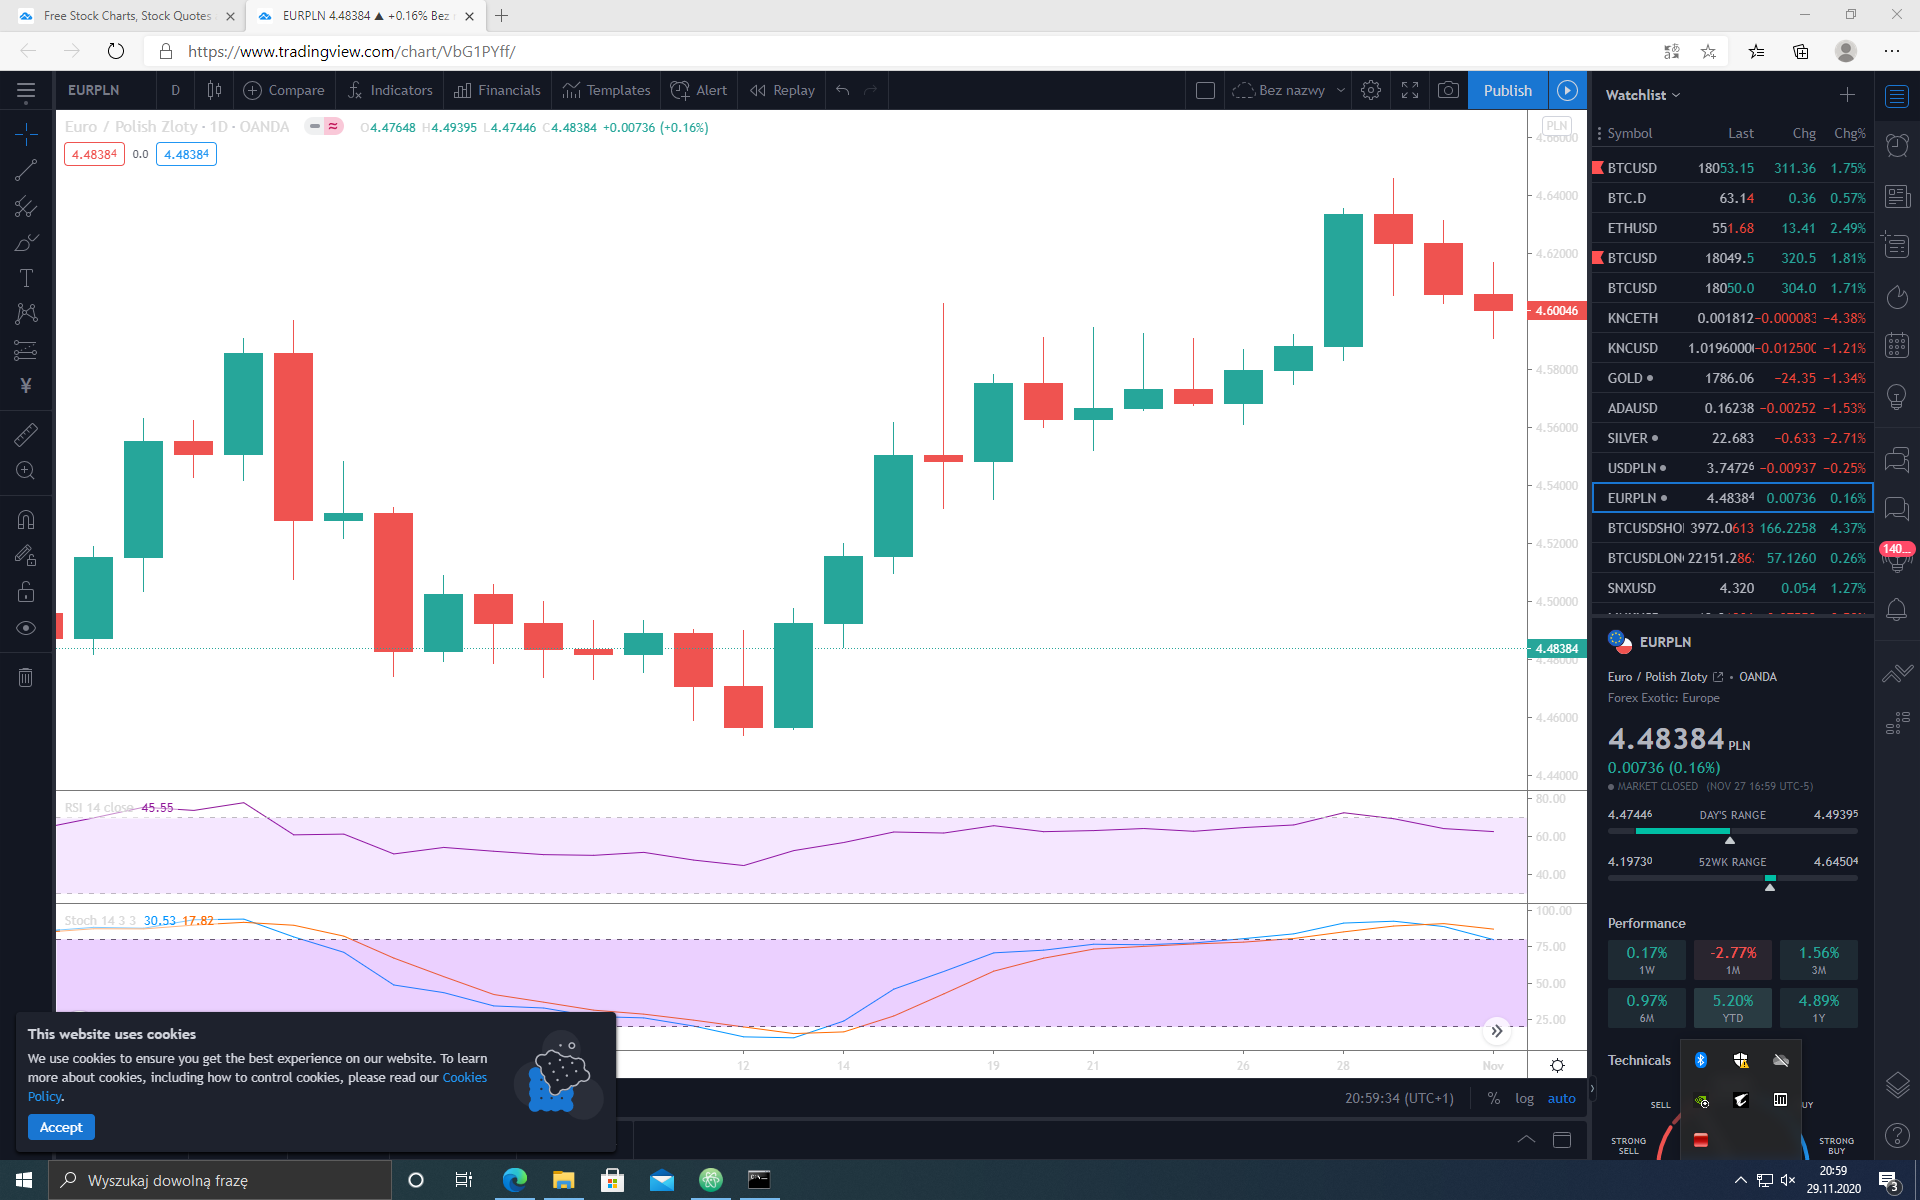 Free Stock Charts, Stock Quotes
EURPLN 4.48384 ▲ +0.16% Bez
https://www.tradingview.com/chart/VbG1PYff/
EURPLN D Compare Indicators Financials Templates Alert Replay Bez nazwy Publish
Euro / Polish Zloty · 1D · OANDA O4.47648 H4.49395 L4.47446 C4.48384 +0.00736 (+0.16%)
4.48384 0.0 4.48384
PLN
4.66000
4.64000
4.62000
4.60046
4.58000
4.56000
4.54000
4.52000
4.50000
4.48384
4.48000
4.46000
4.44000
RSI 14 close 45.55
80.00
60.00
40.00
Stoch 14 3 3 30.53 17.82
100.00
75.00
50.00
25.00
12 14 19 21 26 28 Nov
20:59:34 (UTC+1) % log auto
This website uses cookies
We use cookies to ensure you get the best experience on our website. To learn
more about cookies, including how to control cookies, please read our Cookies
Policy.
Accept
Watchlist
Symbol Last Chg Chg%
BTCUSD 18053.15 311.36 1.75%
BTC.D 63.14 0.36 0.57%
ETHUSD 551.68 13.41 2.49%
BTCUSD 18049.5 320.5 1.81%
BTCUSD 18050.0 304.0 1.71%
KNCETH 0.001812 −0.000083 −4.38%
KNCUSD 1.0196000 −0.01250 −1.21%
GOLD 1786.06 −24.35 −1.34%
ADAUSD 0.16238 −0.00252 −1.53%
SILVER 22.683 −0.633 −2.71%
USDPLN 3.74726 −0.00937 −0.25%
EURPLN 4.48384 0.00736 0.16%
BTCUSDSHO 3972.0613 166.2258 4.37%
BTCUSDLON 22151.286 57.1260 0.26%
SNXUSD 4.320 0.054 1.27%
140...
EURPLN
Euro / Polish Zloty • OANDA
Forex Exotic: Europe
4.48384 PLN
0.00736 (0.16%)
MARKET CLOSED (NOV 27 16:59 UTC-5)
4.47446 DAY'S RANGE 4.49395
4.19730 52WK RANGE 4.64504
Performance
0.17% -2.77% 1.56%
1W 1M 3M
0.97% 5.20% 4.89%
6M YTD 1Y
Technicals
SELL UY
STRONG SELL
STRONG BUY
Wyszukaj dowolną frazę
20:59
29.11.2020
3